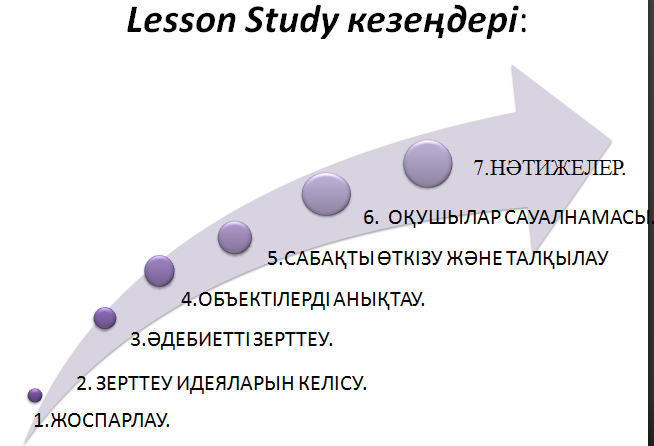 Lesson Study кезеңдері:
7.НӘТИЖЕЛЕР.
6. ОҚУШЫЛАР САУАЛНАМАСЫ.
5.САБАҚТЫ ӨТКІЗУ ЖӘНЕ ТАЛҚЫЛАУ
4.ОБЪЕКТІЛЕРДІ АНЫҚТАУ.
3.ӘДЕБИЕТТІ ЗЕРТТЕУ.
2. ЗЕРТТЕУ ИДЕЯЛАРЫН КЕЛІСУ.
1.ЖОСПАРЛАУ.